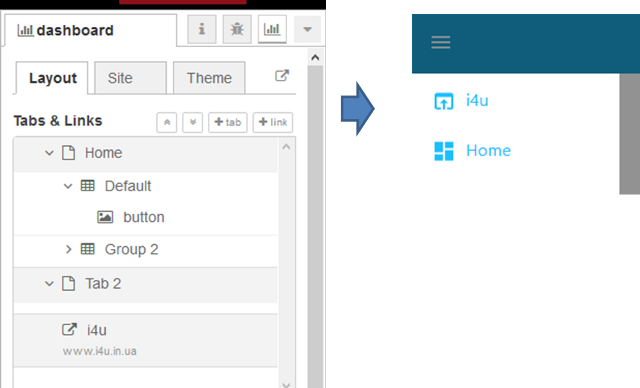 dashboard
Layout
Site
Theme
Tabs & Links
+tab
+link
Home
Default
button
Group 2
Tab 2
i4u
www.i4u.in.ua
i4u
Home